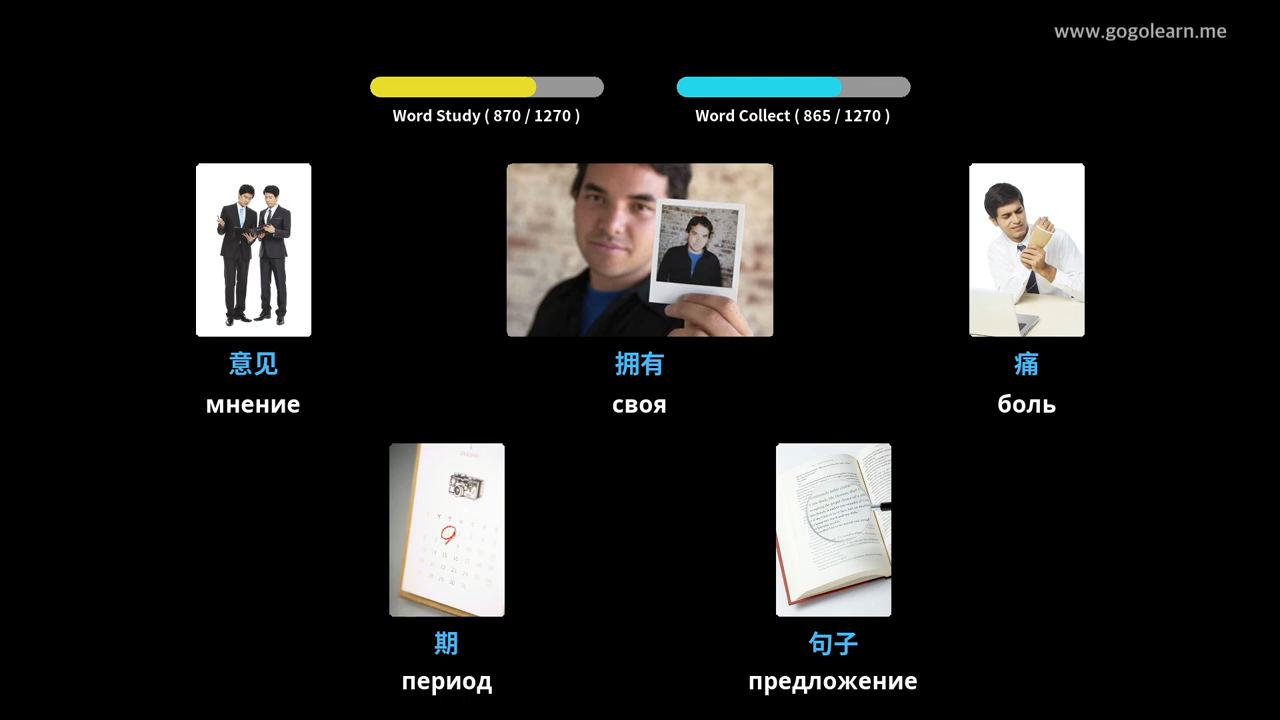 www.gogolearn.me
Word Study ( 870 / 1270 )
Word Collect ( 865 / 1270 )
意见
мнение
拥有
своя
痛
боль
期
период
句子
предложение